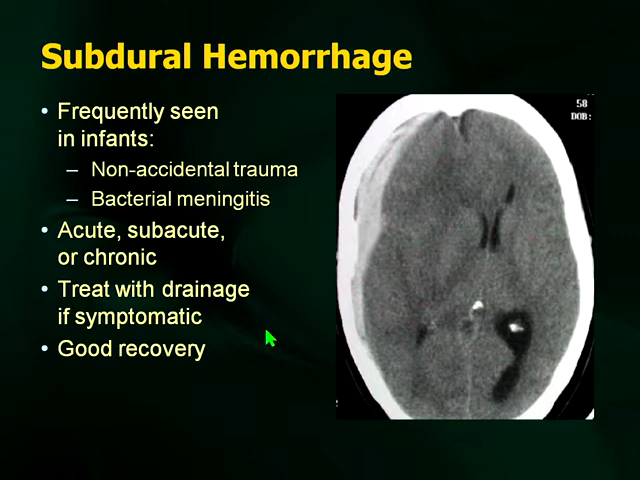 Subdural Hemorrhage
• Frequently seen
in infants:
– Non-accidental trauma
– Bacterial meningitis
• Acute, subacute,
or chronic
• Treat with drainage
if symptomatic
• Good recovery
58
DOB: